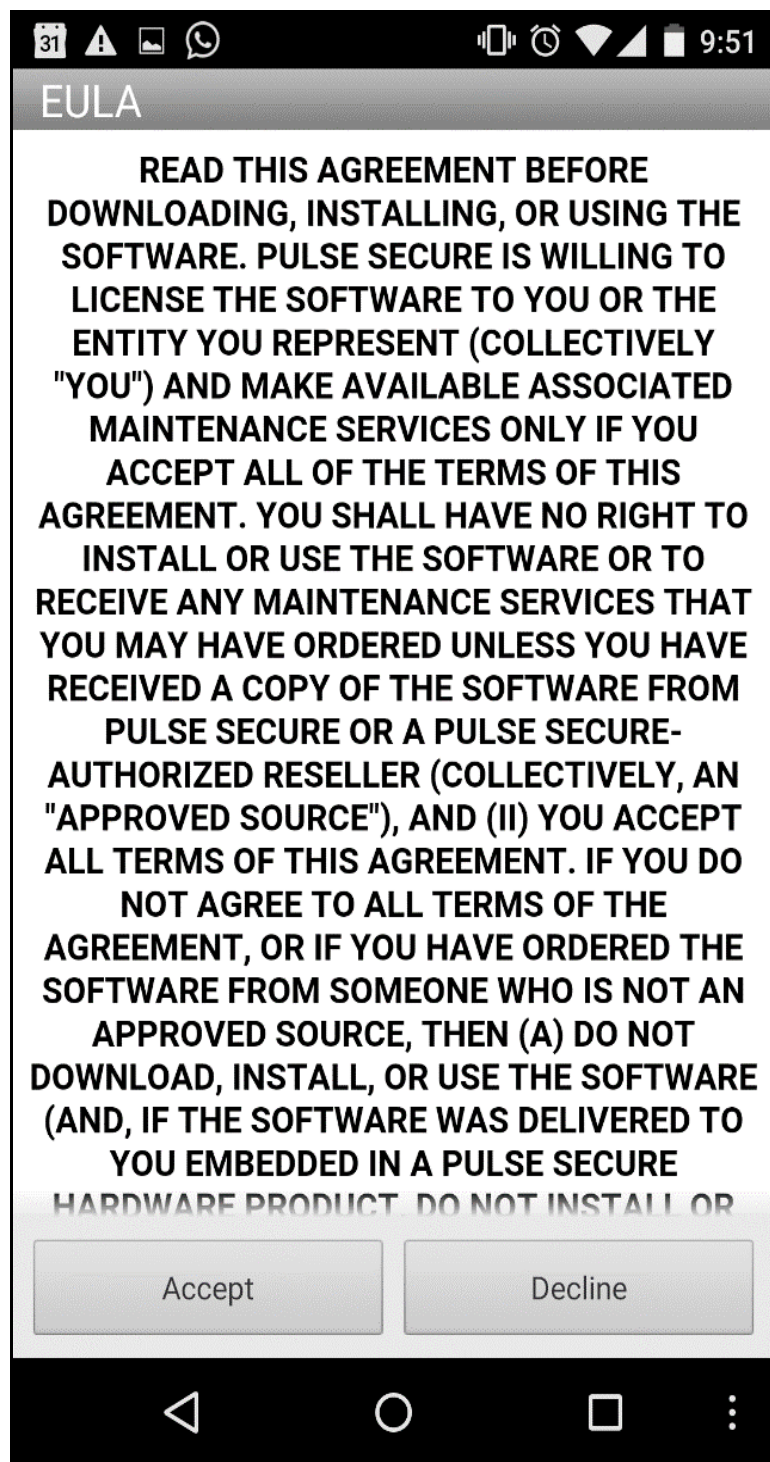 31
9:51
EULA
READ THIS AGREEMENT BEFORE
DOWNLOADING, INSTALLING, OR USING THE
SOFTWARE. PULSE SECURE IS WILLING TO
LICENSE THE SOFTWARE TO YOU OR THE
ENTITY YOU REPRESENT (COLLECTIVELY
"YOU") AND MAKE AVAILABLE ASSOCIATED
MAINTENANCE SERVICES ONLY IF YOU
ACCEPT ALL OF THE TERMS OF THIS
AGREEMENT. YOU SHALL HAVE NO RIGHT TO
INSTALL OR USE THE SOFTWARE OR TO
RECEIVE ANY MAINTENANCE SERVICES THAT
YOU MAY HAVE ORDERED UNLESS YOU HAVE
RECEIVED A COPY OF THE SOFTWARE FROM
PULSE SECURE OR A PULSE SECURE-
AUTHORIZED RESELLER (COLLECTIVELY, AN
"APPROVED SOURCE"), AND (II) YOU ACCEPT
ALL TERMS OF THIS AGREEMENT. IF YOU DO
NOT AGREE TO ALL TERMS OF THE
AGREEMENT, OR IF YOU HAVE ORDERED THE
SOFTWARE FROM SOMEONE WHO IS NOT AN
APPROVED SOURCE, THEN (A) DO NOT
DOWNLOAD, INSTALL, OR USE THE SOFTWARE
(AND, IF THE SOFTWARE WAS DELIVERED TO
YOU EMBEDDED IN A PULSE SECURE
HARDWARE PRODUCT, DO NOT INSTALL OR
Accept
Decline